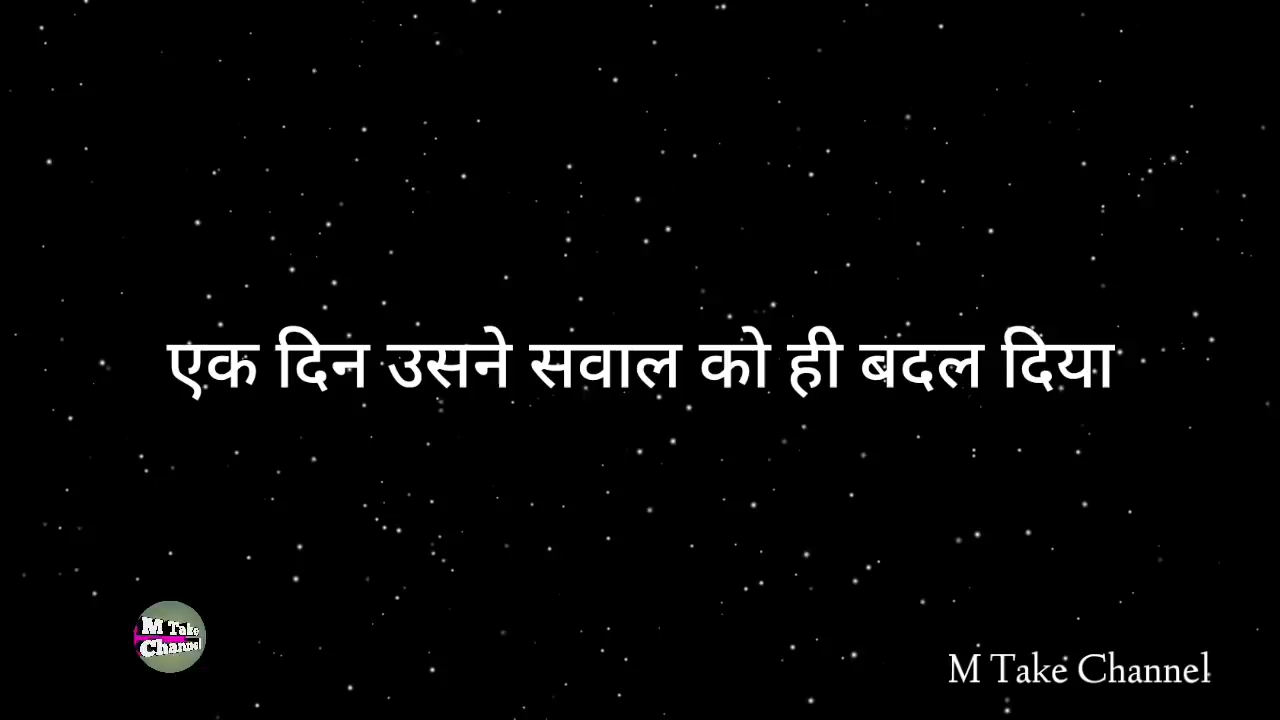 एक दिन उसने सवाल को ही बदल दिया
M Take
Channel
M Take Channel